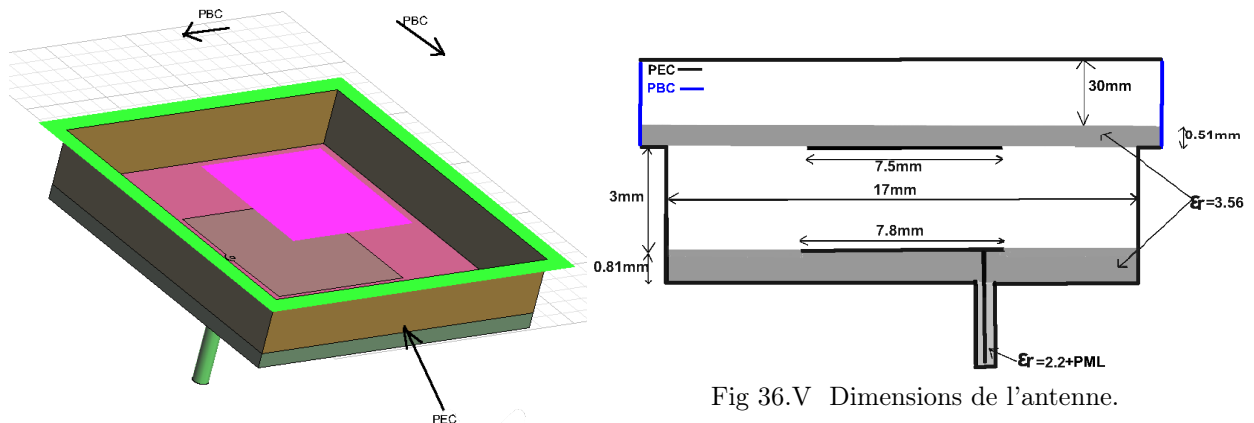 PBC
PBC
PEC
PEC
PBC
30mm
0.51mm
7.5mm
17mm
3mm
εr=3.56
7.8mm
0.81mm
εr=2.2+PML
Fig 36.V Dimensions de l'antenne.